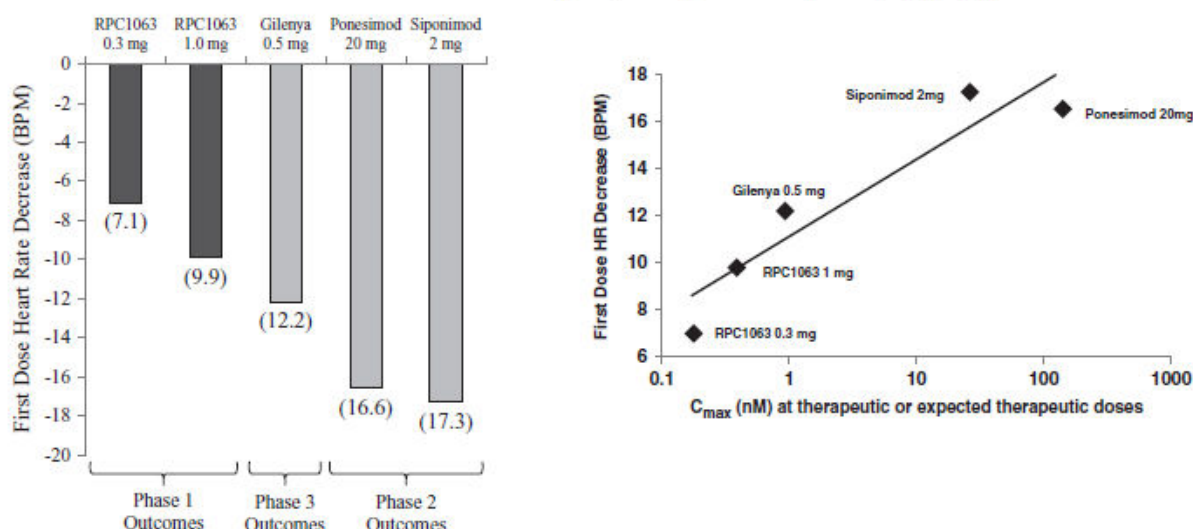 RPC1063
0.3 mg
RPC1063
1.0 mg
Gilenya
0.5 mg
Ponesimod
20 mg
Siponimod
2 mg
First Dose Heart Rate Decrease (BPM)
0
-2
-4
-6
-8
-10
-12
-14
-16
-18
-20
(7.1)
(9.9)
(12.2)
(16.6)
(17.3)
Phase 1
Outcomes
Phase 3
Outcomes
Phase 2
Outcomes
First Dose HR Decrease (BPM)
18
16
14
12
10
8
6
Siponimod 2mg
Ponesimod 20mg
Gilenya 0.5 mg
RPC1063 1 mg
RPC1063 0.3 mg
0.1
1
10
100
1000
Cmax (nM) at therapeutic or expected therapeutic doses